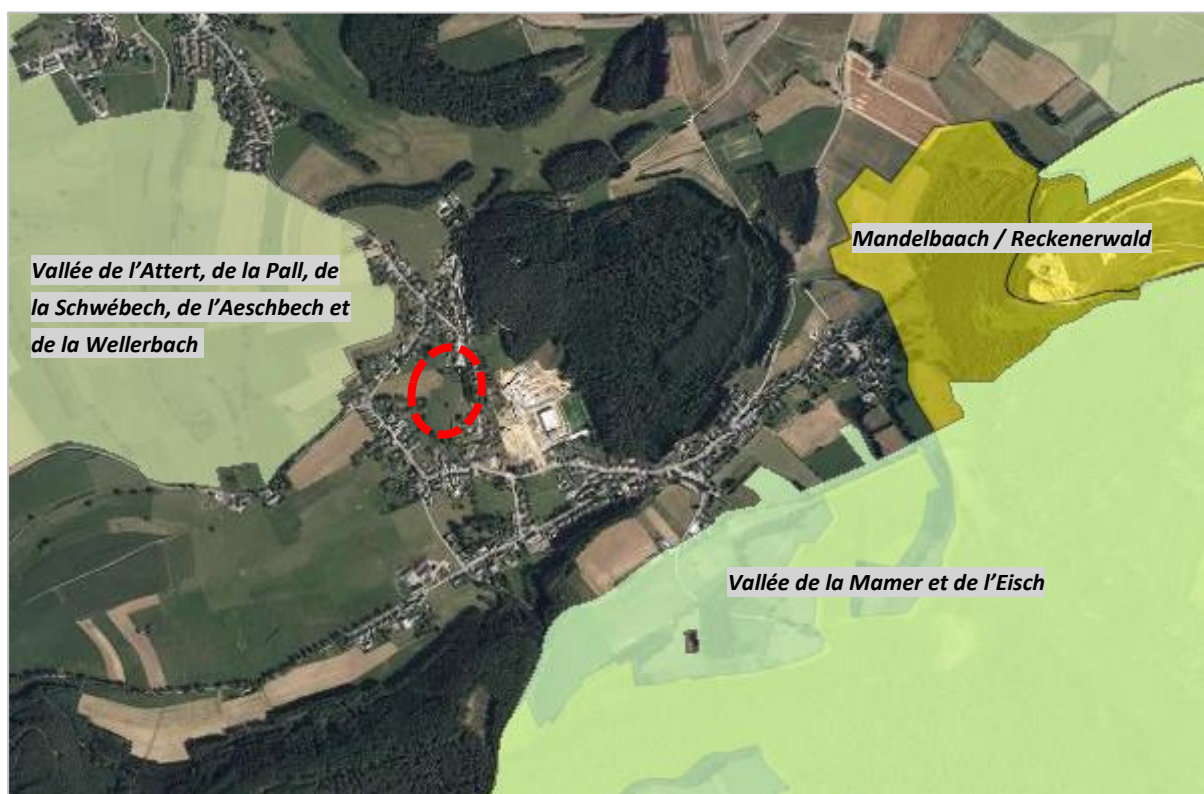 Vallée de l’Attert, de la Pall, de
la Schwébech, de l’Aeschbech et
de la Wellerbach
Mandelbaach / Reckenerwald
Vallée de la Mamer et de l’Eisch